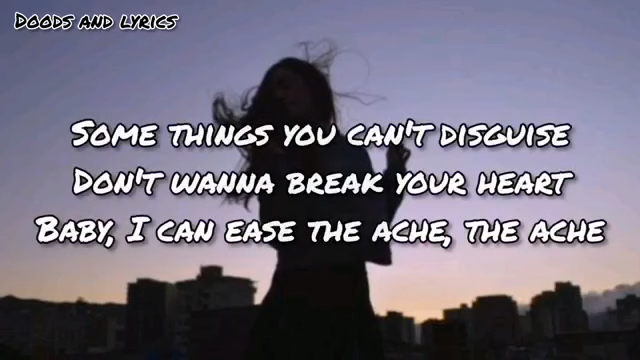 Doods and lyrics
Some things you can't disguise
Don't wanna break your heart
Baby, I can ease the ache, the ache